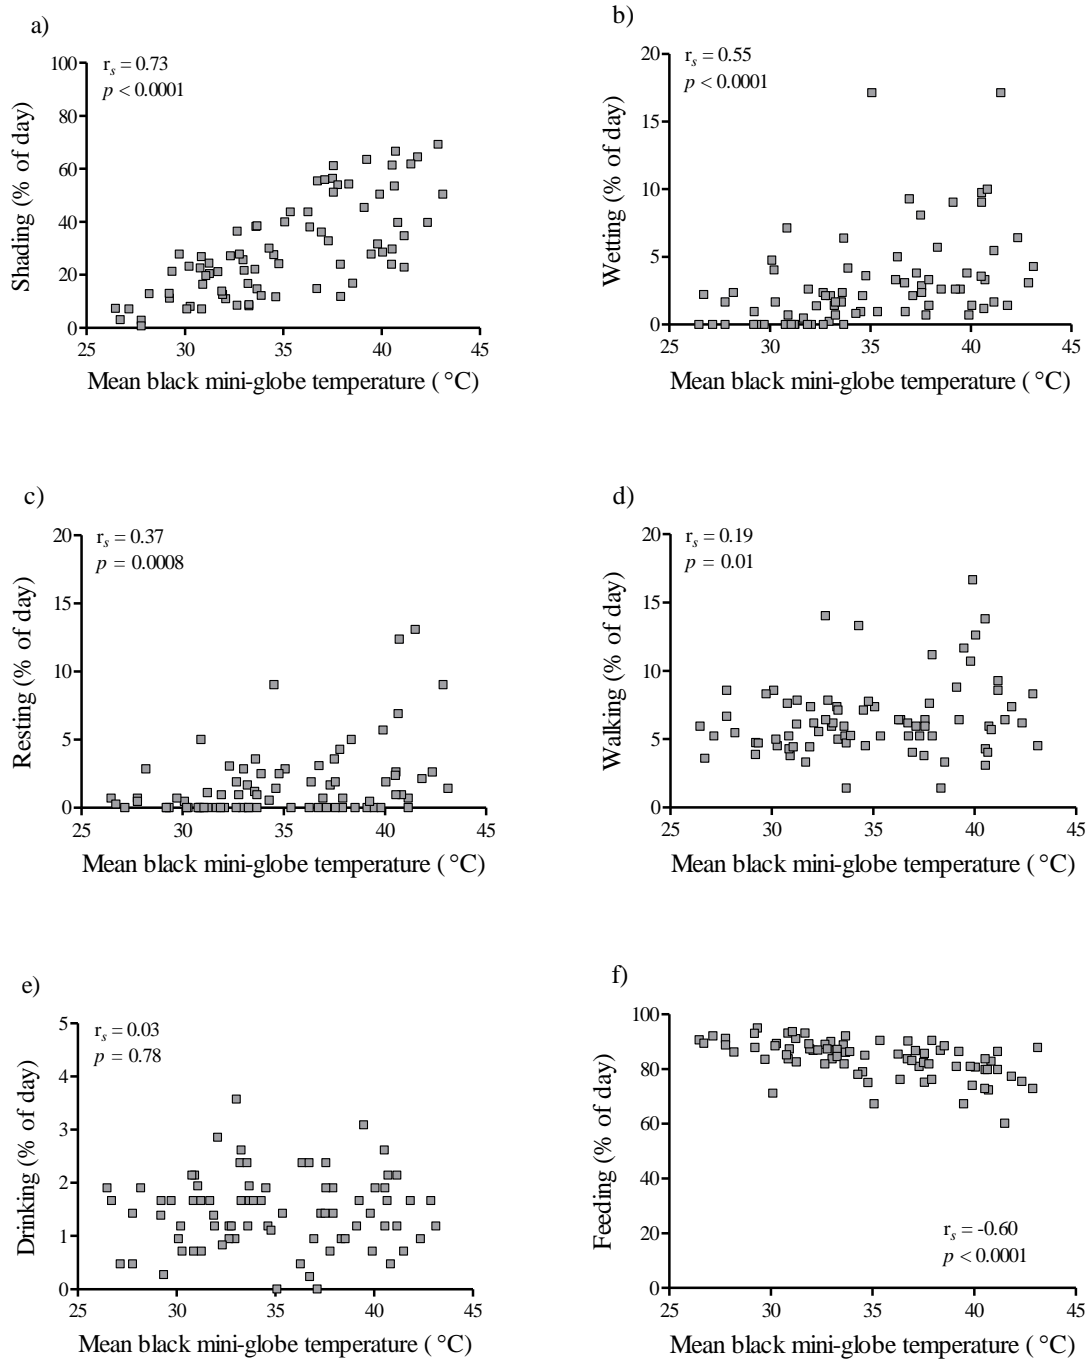 a)
r_s = 0.73
p < 0.0001
100
80
60
40
20
0
Shading (% of day)
25 30 35 40 45
Mean black mini-globe temperature ( °C)
b)
r_s = 0.55
p < 0.0001
20
15
10
5
0
Wetting (% of day)
25 30 35 40 45
Mean black mini-globe temperature ( °C)
c)
r_s = 0.37
p = 0.0008
20
15
10
5
0
Resting (% of day)
25 30 35 40 45
Mean black mini-globe temperature ( °C)
d)
r_s = 0.19
p = 0.01
20
15
10
5
0
Walking (% of day)
25 30 35 40 45
Mean black mini-globe temperature ( °C)
e)
r_s = 0.03
p = 0.78
5
4
3
2
1
0
Drinking (% of day)
25 30 35 40 45
Mean black mini-globe temperature ( °C)
f)
100
80
60
40
20
0
Feeding (% of day)
r_s = -0.60
p < 0.0001
25 30 35 40 45
Mean black mini-globe temperature ( °C)